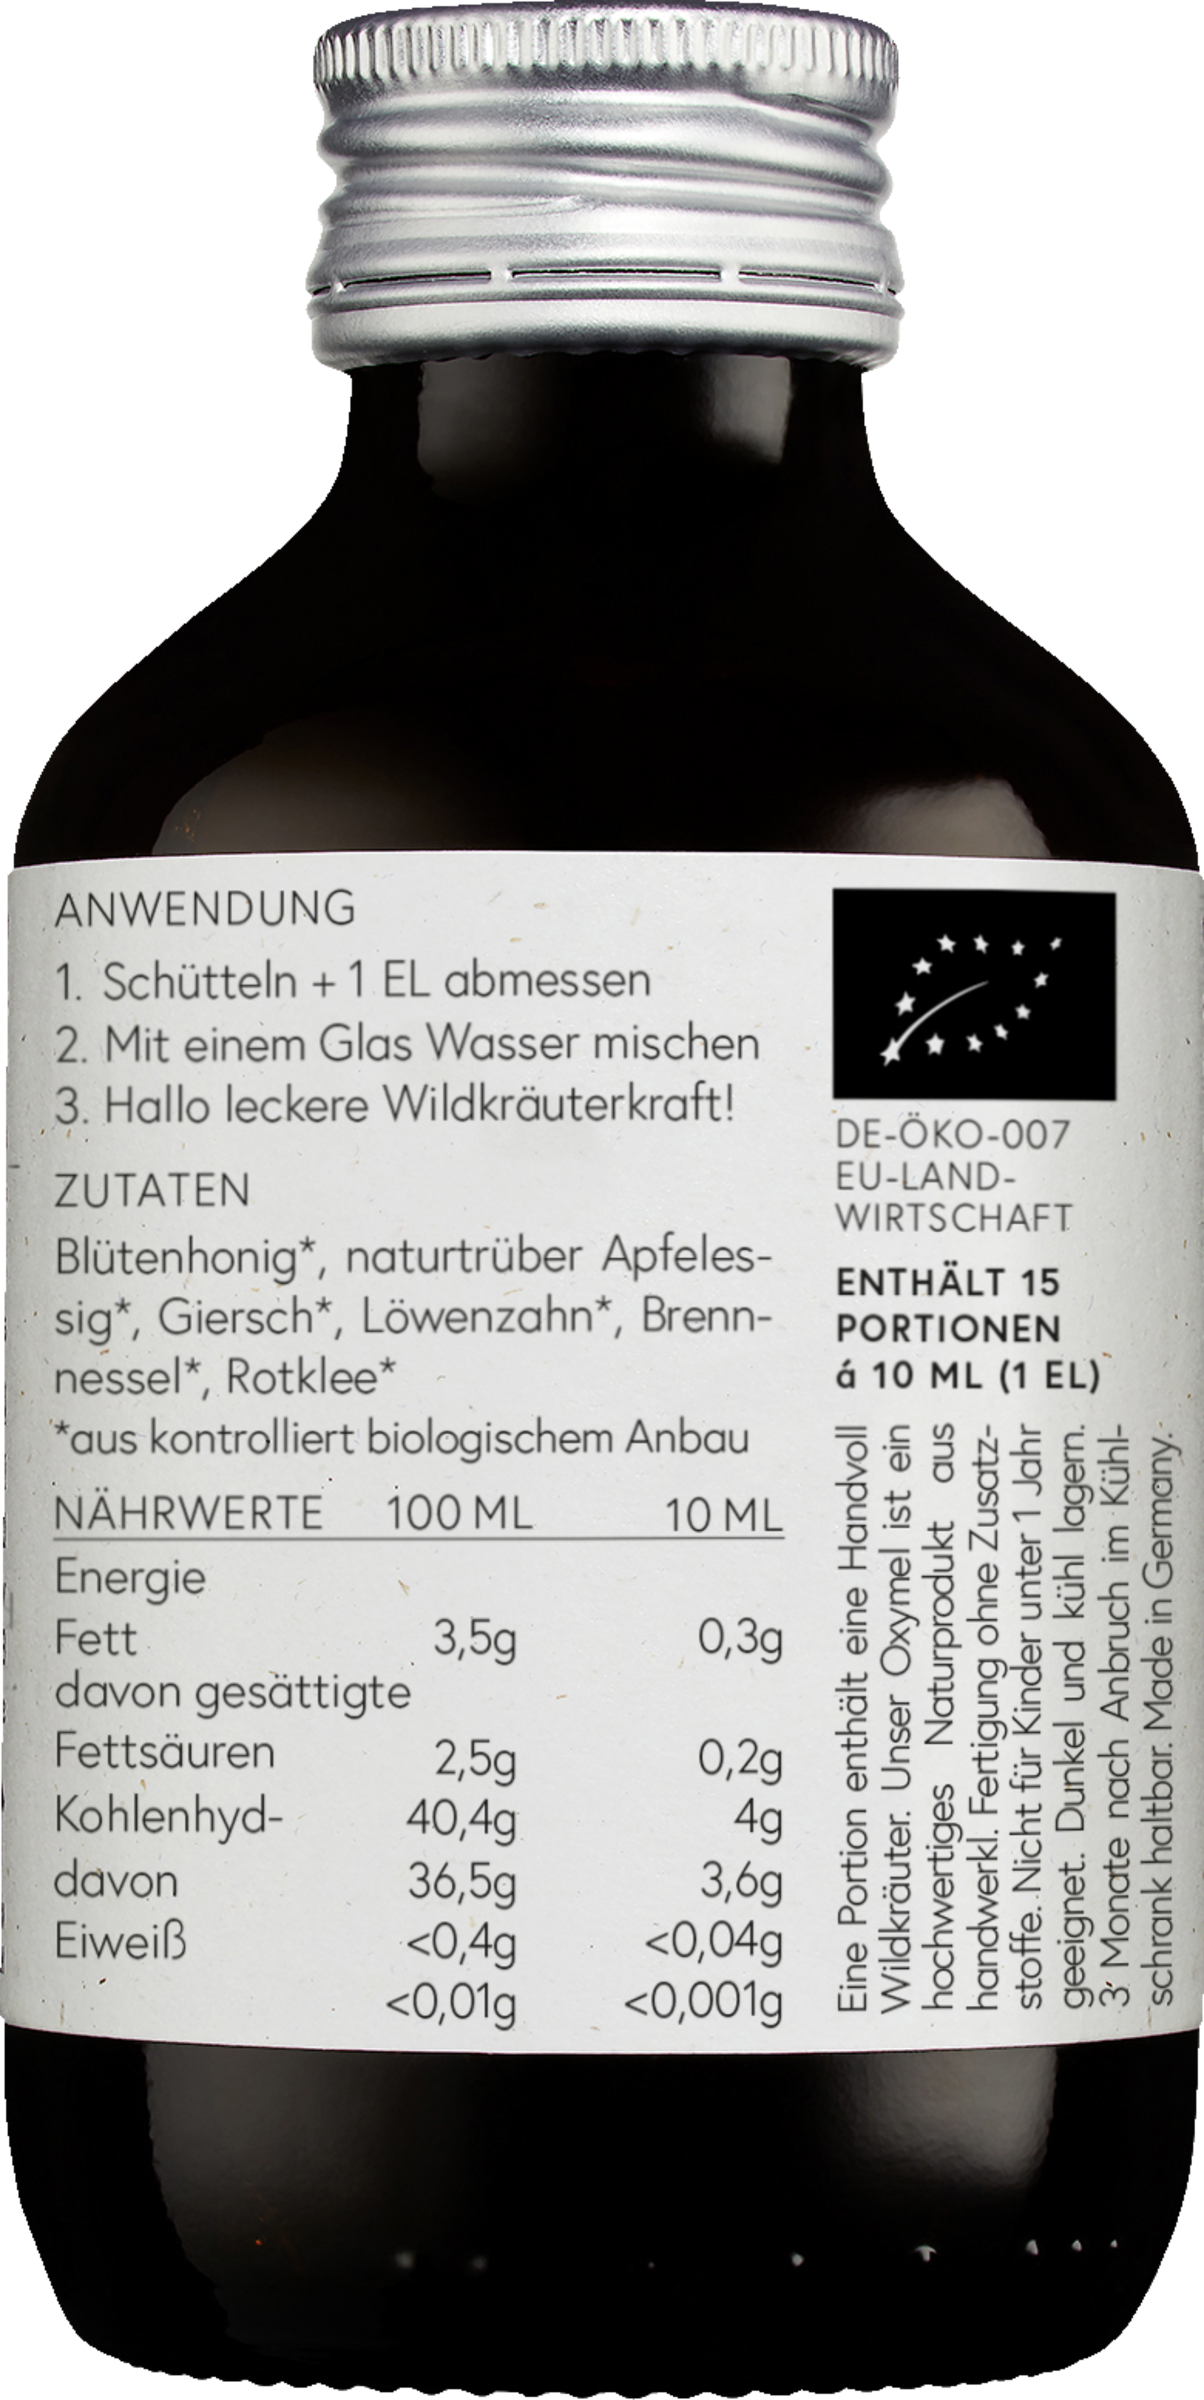 ANWENDUNG
1. Schütteln + 1 EL abmessen
2. Mit einem Glas Wasser mischen
3. Hallo leckere Wildkräuterkraft!
ZUTATEN
Blütenhonig*, naturtrüber Apfeles-
sig*, Giersch*, Löwenzahn*, Brenn-
nessel*, Rotklee*
*aus kontrolliert biologischem Anbau
NÄHRWERTE 100 ML 10 ML
Energie
Fett 3,5g 0,3g
davon gesättigte
Fettsäuren 2,5g 0,2g
Kohlenhyd- 40,4g 4g
davon 36,5g 3,6g
Eiweiß <0,4g <0,04g
<0,01g <0,001g
DE-ÖKO-007
EU-LAND-
WIRTSCHAFT
ENTHÄLT 15
PORTIONEN
á 10 ML (1 EL)
Eine Portion enthält eine Handvoll
Wildkräuter. Unser Oxymel ist ein
hochwertiges Naturprodukt aus
handwerkl. Fertigung ohne Zusatz-
stoffe. Nicht für Kinder unter 1 Jahr
geeignet. Dunkel und kühl lagern.
3 Monate nach Anbruch im Kühl-
schrank haltbar. Made in Germany.